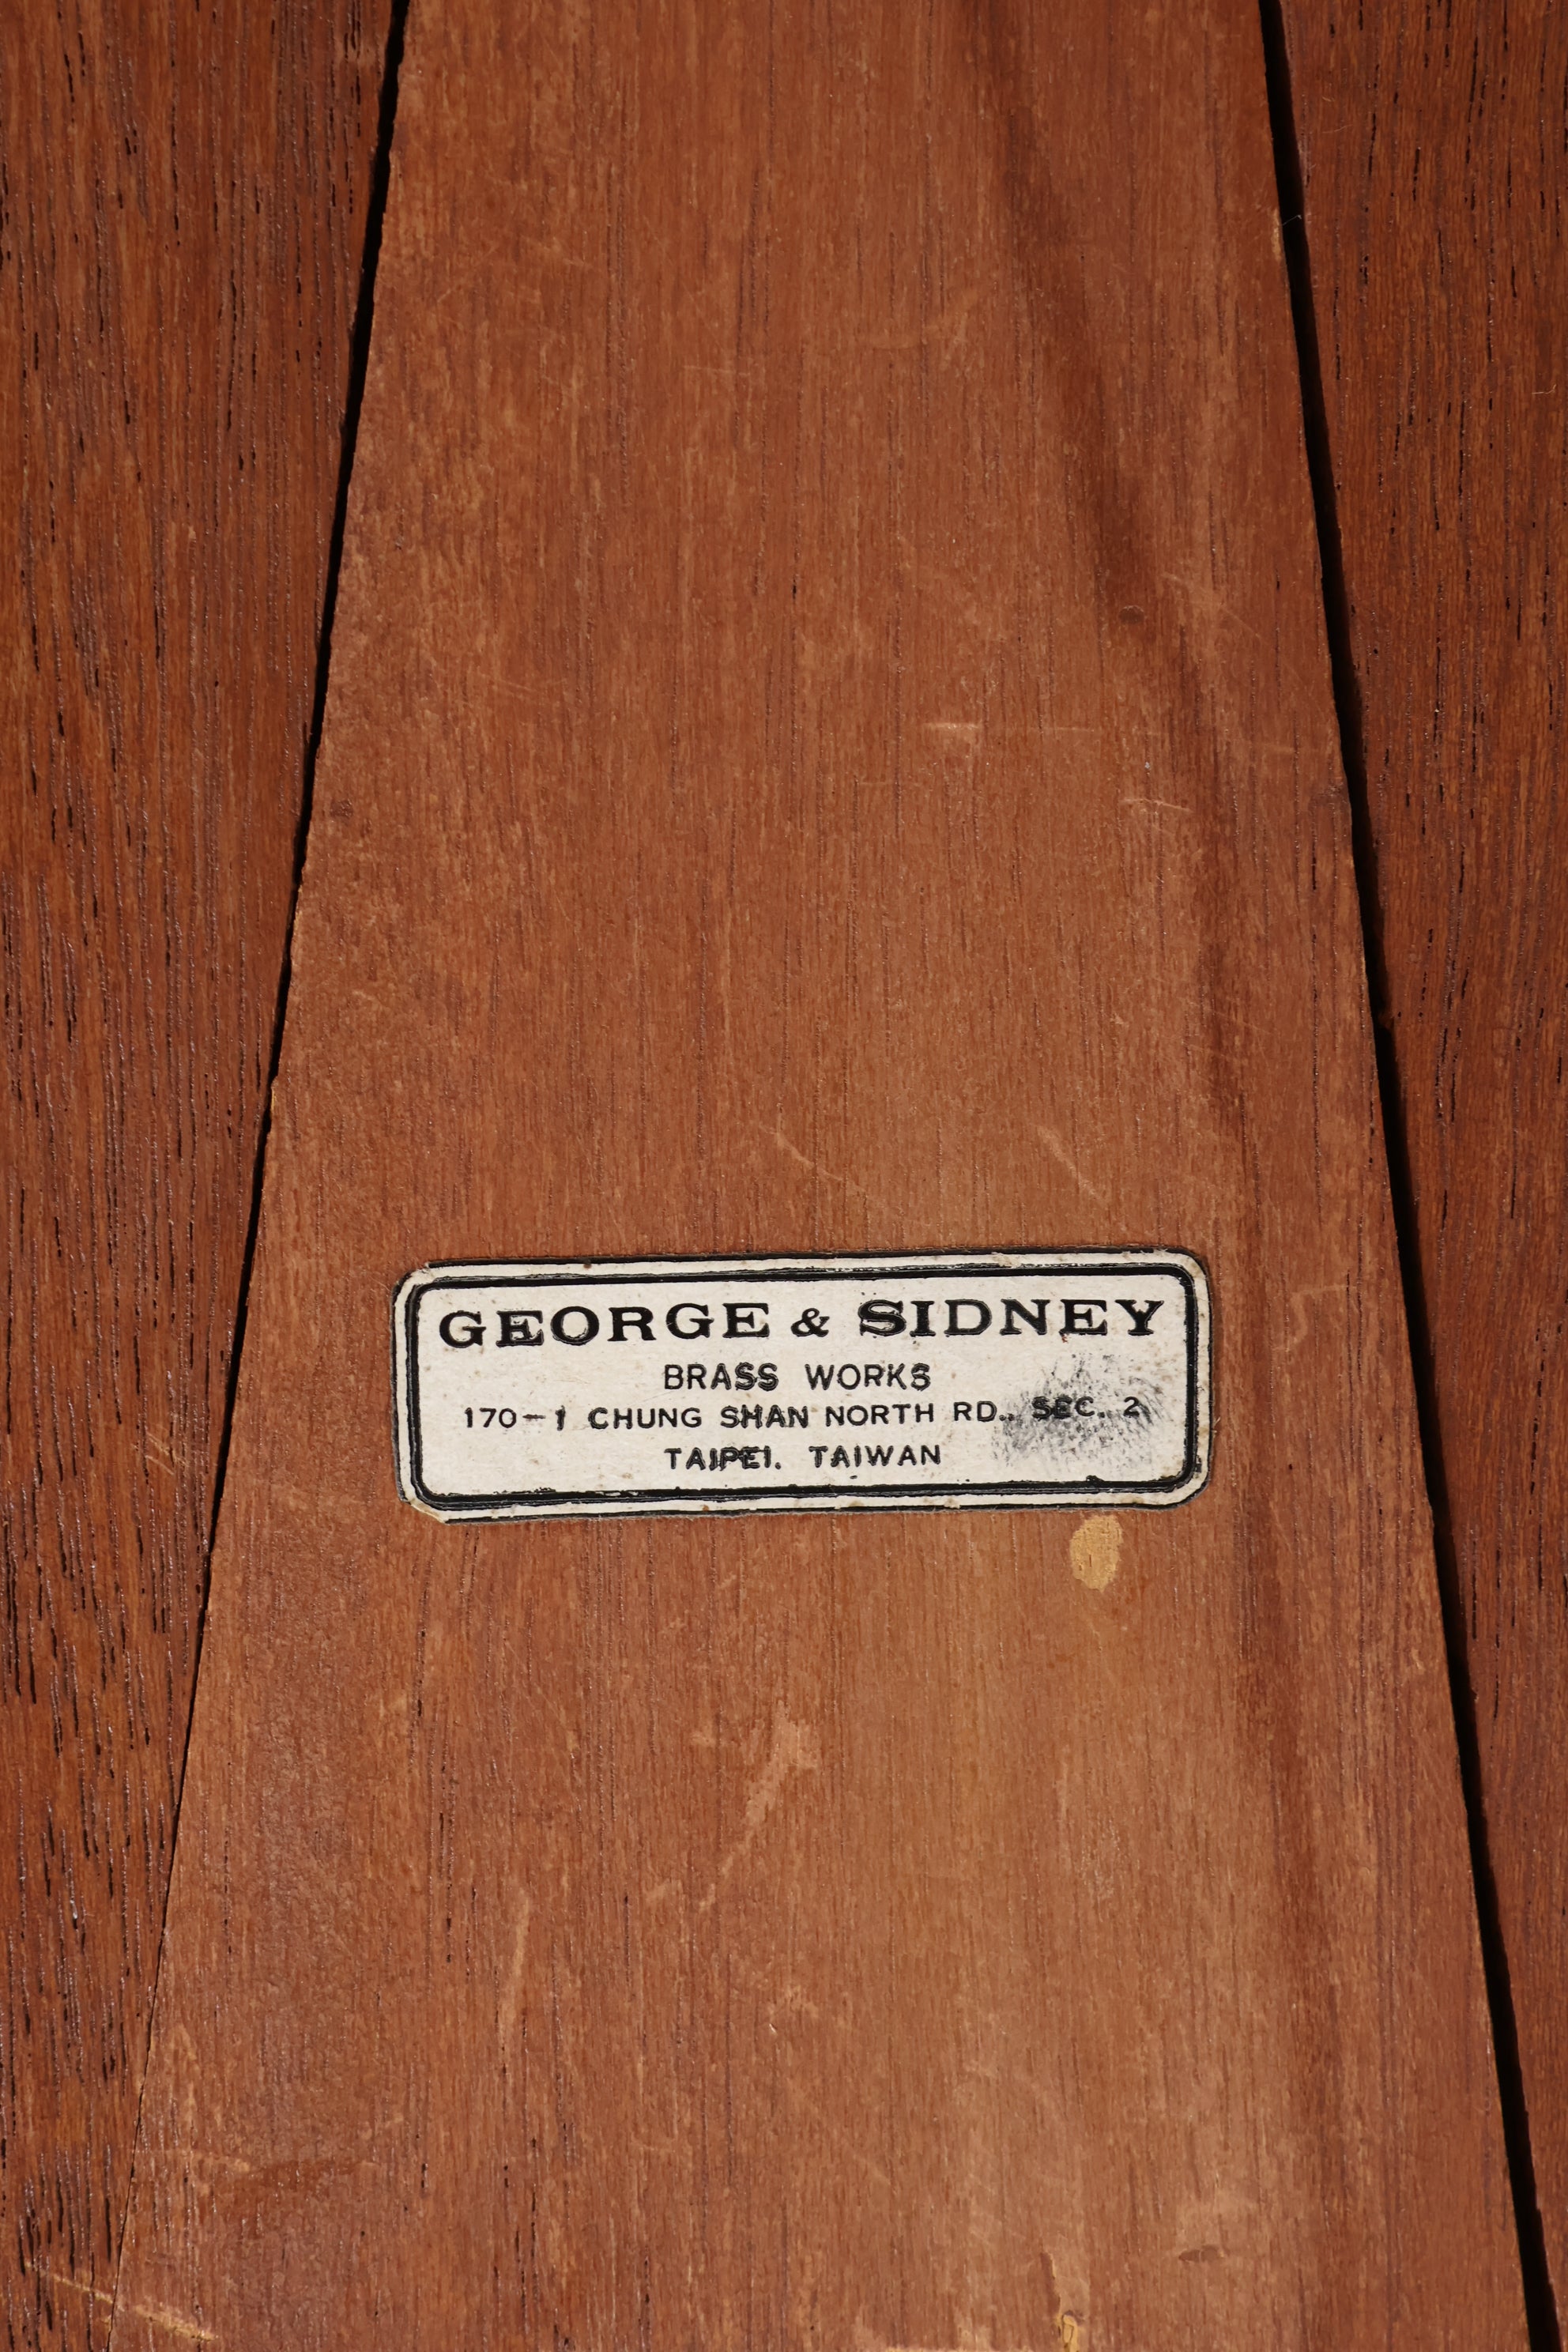 GEORGE & SIDNEY
BRASS WORKS
170-1 CHUNG SHAN NORTH RD., SEC. 2,
TAIPEI. TAIWAN